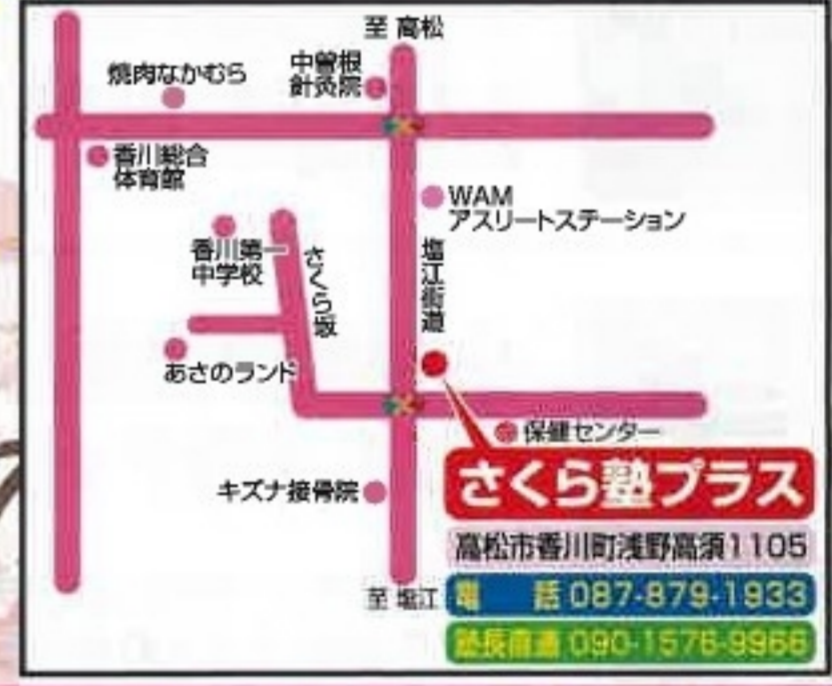 至 高松
中曽根
針灸院
焼肉なかむら
香川総合
体育館
WAM
アスリートステーション
香川第一
中学校
さくら坂
塩江街道
あさのランド
保健センター
さくら塾プラス
キズナ接骨院
高松市香川町浅野高須1105
至 塩江
電 話 087-879-1933
塾長直通 090-1576-9966